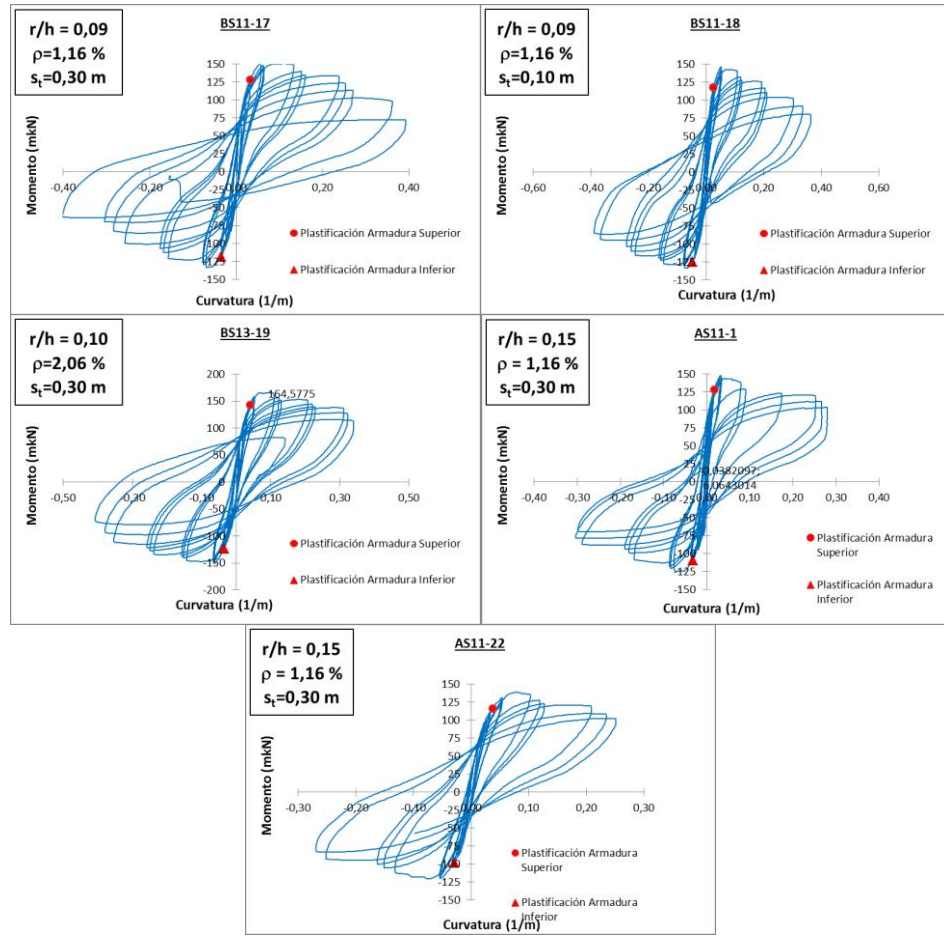 r/h = 0,09
ρ=1,16 %
sₜ=0,30 m
BS11-17
Momento (mkN)
150
125
100
75
50
25
0
-25
-50
-75
-100
-125
-150
-0,40
-0,20
0,00
0,20
0,40
Plastificación Armadura Superior
Plastificación Armadura Inferior
Curvatura (1/m)
r/h = 0,09
ρ=1,16 %
sₜ=0,10 m
BS11-18
Momento (mkN)
150
125
100
75
50
25
0
-25
-50
-75
-100
-125
-150
-0,60
-0,40
-0,20
0,00
0,20
0,40
0,60
Plastificación Armadura Superior
Plastificación Armadura Inferior
Curvatura (1/m)
r/h = 0,10
ρ=2,06 %
sₜ=0,30 m
BS13-19
Momento (mkN)
200
150
100
50
0
-50
-100
-150
-200
164,5775
-0,50
-0,30
-0,10
0,10
0,30
0,50
Plastificación Armadura Superior
Plastificación Armadura Inferior
Curvatura (1/m)
r/h = 0,15
ρ = 1,16 %
sₜ=0,30 m
AS11-1
Momento (mkN)
150
125
100
75
50
25
0
-25
-50
-75
-100
-125
-150
-0,0382097;
6,0643014
-0,30
-0,20
-0,10
0,00
0,10
0,20
0,30
0,40
Plastificación Armadura
Superior
Plastificación Armadura
Inferior
Curvatura (1/m)
r/h = 0,15
ρ = 1,16 %
sₜ=0,30 m
AS11-22
Momento (mkN)
150
125
100
75
50
25
0
-25
-50
-75
-100
-125
-150
-0,30
-0,20
-0,10
0,00
0,10
0,20
0,30
Plastificación Armadura
Superior
Plastificación Armadura
Inferior
Curvatura (1/m)